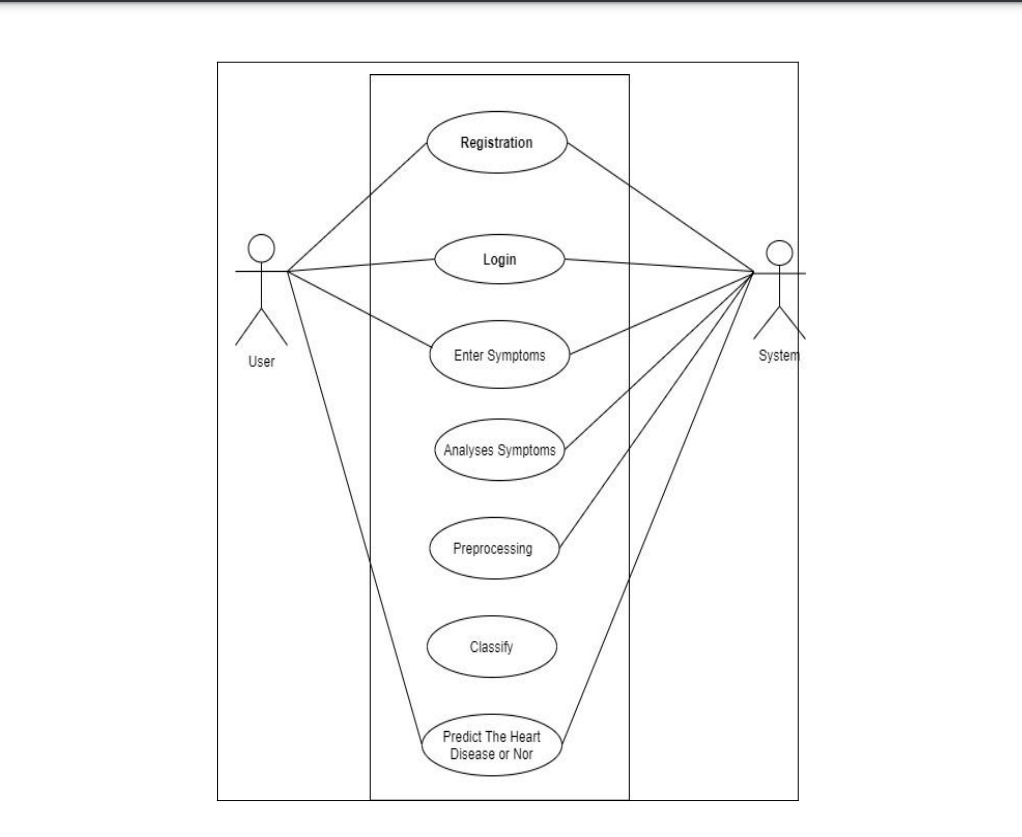 Registration
Login
Enter Symptoms
User
System
Analyses Symptoms
Preprocessing
Classify
Predict The Heart
Disease or Nor